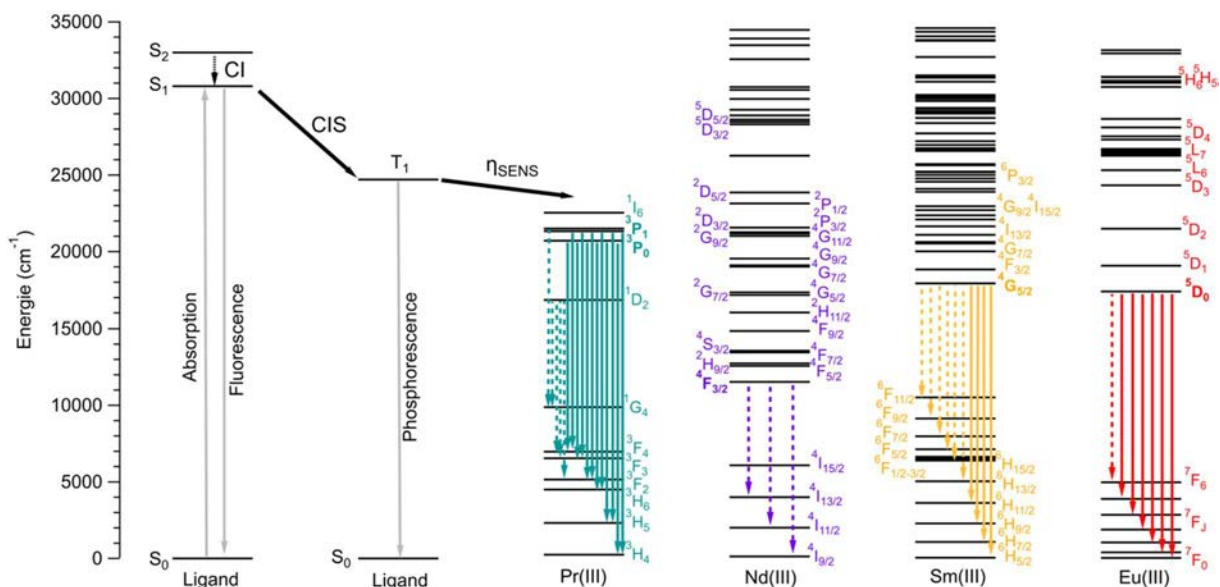 Energie (cm⁻¹)
35000
30000
25000
20000
15000
10000
5000
0
S₂
S₁
CI
CIS
T₁
ηSENS
Absorption
Fluorescence
Phosphorescence
S₀
S₀
Ligand
Ligand
¹I₆
³P₁
³P₀
¹D₂
¹G₄
³F₄
³F₃
³F₂
³H₆
³H₅
³H₄
Pr(III)
⁵D₅/₂
⁵D₃/₂
²D₅/₂
²P₁/₂
²D₃/₂
²P₃/₂
²G₉/₂
⁴G₁₁/₂
⁴G₉/₂
⁴G₇/₂
²G₇/₂
⁴G₅/₂
²H₁₁/₂
⁴F₉/₂
⁴S₃/₂
⁴F₇/₂
²H₉/₂
⁴F₅/₂
⁴F₃/₂
⁴I₁₅/₂
⁴I₁₃/₂
⁴I₁₁/₂
⁴I₉/₂
Nd(III)
⁶P₃/₂
⁴G₉/₂ ⁴I₁₅/₂
⁴I₁₃/₂
⁴G₇/₂
⁴F₃/₂
⁴G₅/₂
⁶F₁₁/₂
⁶F₉/₂
⁶F₇/₂
⁶F₅/₂
⁶F₁/₂-₃/₂
⁶H₁₅/₂
⁶H₁₃/₂
⁶H₁₁/₂
⁶H₉/₂
⁶H₇/₂
⁶H₅/₂
Sm(III)
⁵H₆
⁵D₄
⁵L₇
⁵L₆
⁵D₃
⁵D₂
⁵D₁
⁵D₀
⁷F₆
⁷F_J
⁷F₀
Eu(III)